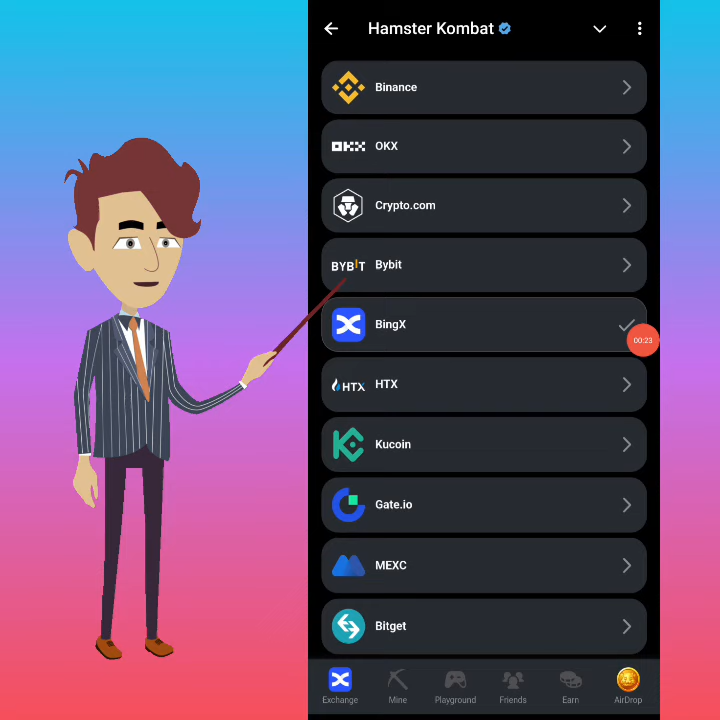 Hamster Kombat
Binance
OKX
Crypto.com
BYBIT Bybit
BingX
00:23
HTX HTX
Kucoin
Gate.io
MEXC
Bitget
Exchange Mine Playground Friends Earn AirDrop